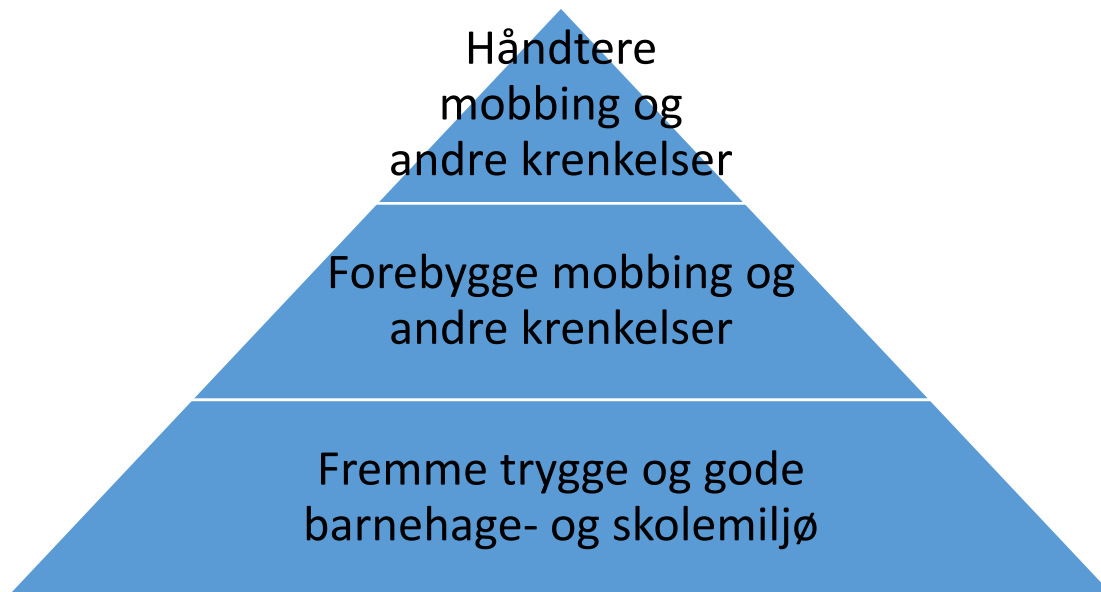 Håndtere
mobbing og
andre krenkelser
Forebygge mobbing og
andre krenkelser
Fremme trygge og gode
barnehage- og skolemiljø